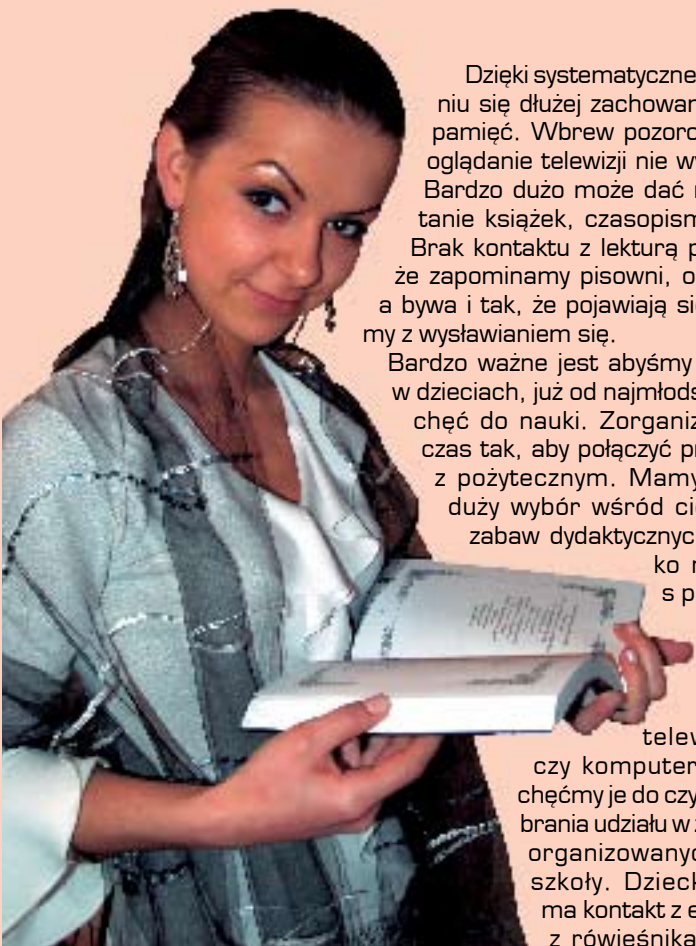 Dzięki systematyczne
niu się dłużej zachowan
pamięć. Wbrew pozoro
oglądanie telewizji nie w
Bardzo dużo może dać
tanie książek, czasopism
Brak kontaktu z lekturą p
że zapominamy pisowni, o
a bywa i tak, że pojawiają się
my z wysławianiem się.
Bardzo ważne jest abyśmy
w dzieciach, już od najmłods
chęć do nauki. Zorganiz
czas tak, aby połączyć pr
z pożytecznym. Mamy
duży wybór wśród cie
zabaw dydaktycznyc
ko
s p
telew
czy komputer
chęćmy je do czy
brania udziału w z
organizowanyc
szkoły. Dzieck
ma kontakt z
z rówieśnika